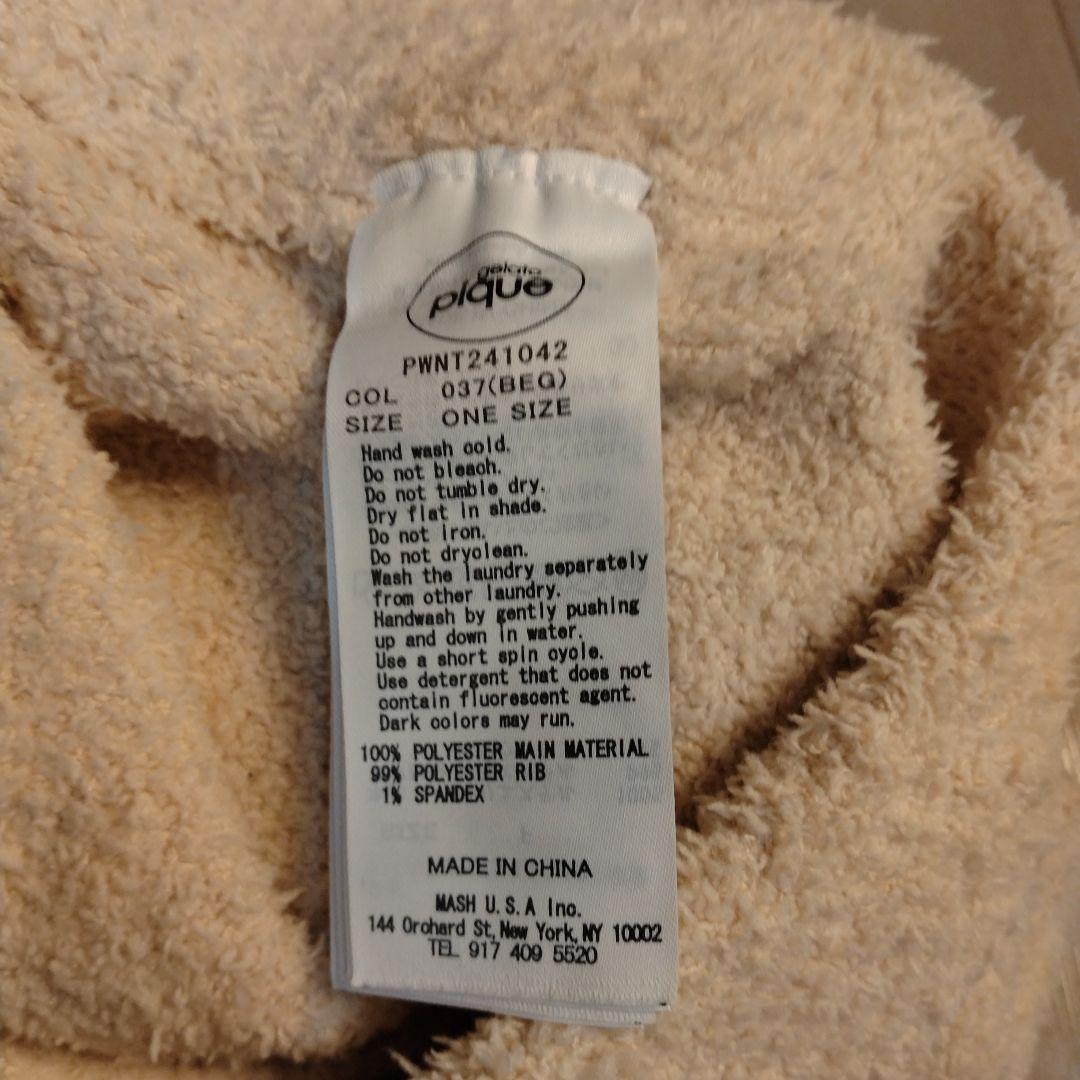 gelato
pique
PWNT241042
COL 037(BEG)
SIZE ONE SIZE
Hand wash cold.
Do not bleach.
Do not tumble dry.
Dry flat in shade.
Do not iron.
Do not dryclean.
Wash the laundry separately
from other laundry.
Handwash by gently pushing
up and down in water.
Use a short spin cycle.
Use detergent that does not
contain fluorescent agent.
Dark colors may run.
100% POLYESTER MAIN MATERIAL
99% POLYESTER RIB
1% SPANDEX
MADE IN CHINA
MASH U.S.A Inc.
144 Orchard St, New York, NY 10002
TEL 917 409 5520